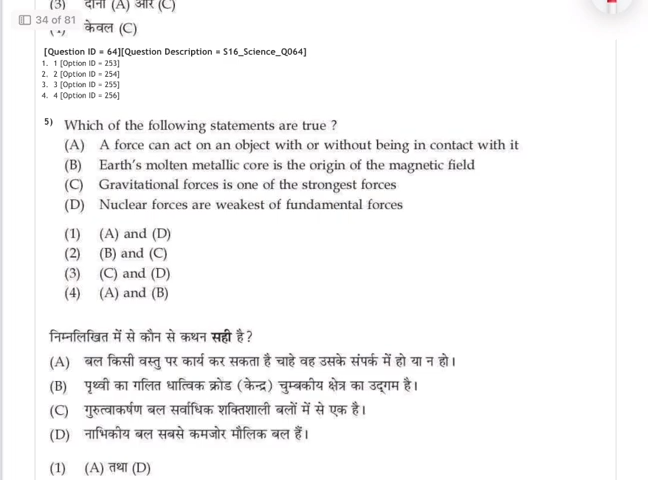 (3) दोनों (A) और (C)
34 of 81
केवल (C)
[Question ID = 64][Question Description = S16_Science_Q064]
1. 1 [Option ID = 253]
2. 2 [Option ID = 254]
3. 3 [Option ID = 255]
4. 4 [Option ID = 256]
5) Which of the following statements are true ?
(A) A force can act on an object with or without being in contact with it
(B) Earth's molten metallic core is the origin of the magnetic field
(C) Gravitational forces is one of the strongest forces
(D) Nuclear forces are weakest of fundamental forces
(1) (A) and (D)
(2) (B) and (C)
(3) (C) and (D)
(4) (A) and (B)
निम्नलिखित में से कौन से कथन सही है?
(A) बल किसी वस्तु पर कार्य कर सकता है चाहे वह उसके संपर्क में हो या न हो।
(B) पृथ्वी का गलित धात्विक क्रोड (केन्द्र) चुम्बकीय क्षेत्र का उद्गम है।
(C) गुरुत्वाकर्षण बल सर्वाधिक शक्तिशाली बलों में से एक है।
(D) नाभिकीय बल सबसे कमजोर मौलिक बल हैं।
(1) (A) तथा (D)